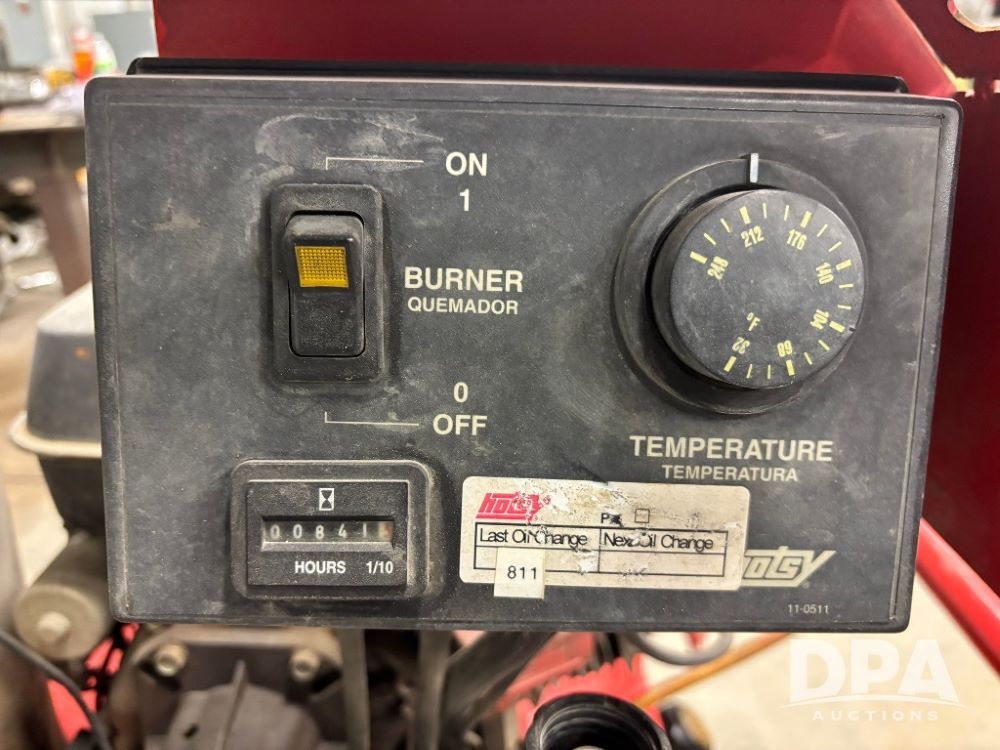 ON
1
BURNER
QUEMADOR
0
OFF
248 212 176 140 104 68 32
°F
TEMPERATURE
TEMPERATURA
00841
HOURS 1/10
hotsy®
Last Oil Change Next Oil Change
811
hotsy
11-0511
DPA
AUCTIONS